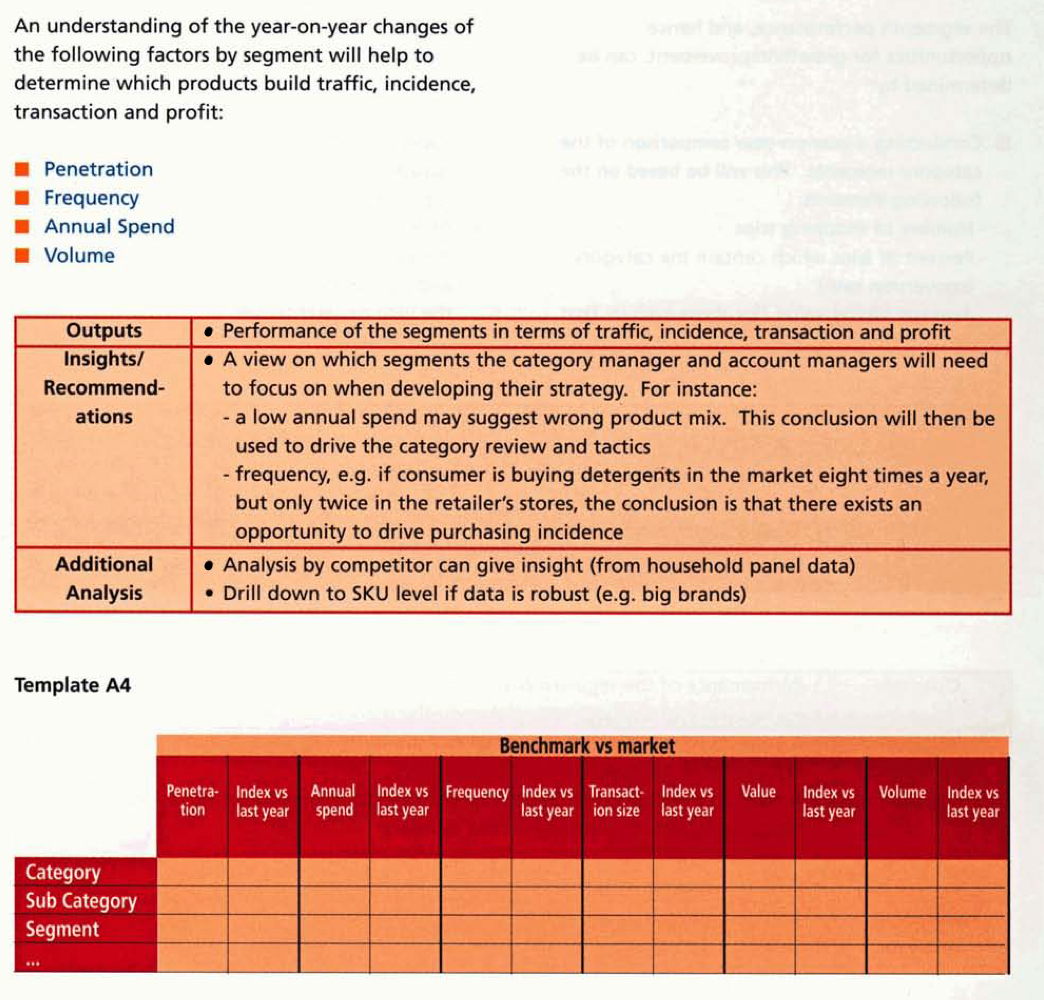 An understanding of the year-on-year changes of
the following factors by segment will help to
determine which products build traffic, incidence,
transaction and profit:
■ Penetration
■ Frequency
■ Annual Spend
■ Volume
Outputs
• Performance of the segments in terms of traffic, incidence, transaction and profit
Insights/
Recommend-
ations
• A view on which segments the category manager and account managers will need
to focus on when developing their strategy. For instance:
- a low annual spend may suggest wrong product mix. This conclusion will then be
used to drive the category review and tactics
- frequency, e.g. if consumer is buying detergents in the market eight times a year,
but only twice in the retailer's stores, the conclusion is that there exists an
opportunity to drive purchasing incidence
Additional
Analysis
• Analysis by competitor can give insight (from household panel data)
• Drill down to SKU level if data is robust (e.g. big brands)
Template A4
Benchmark vs market
Penetra-
tion
Index vs
last year
Annual
spend
Index vs
last year
Frequency
Index vs
last year
Transact-
ion size
Index vs
last year
Value
Index vs
last year
Volume
Index vs
last year
Category
Sub Category
Segment
...